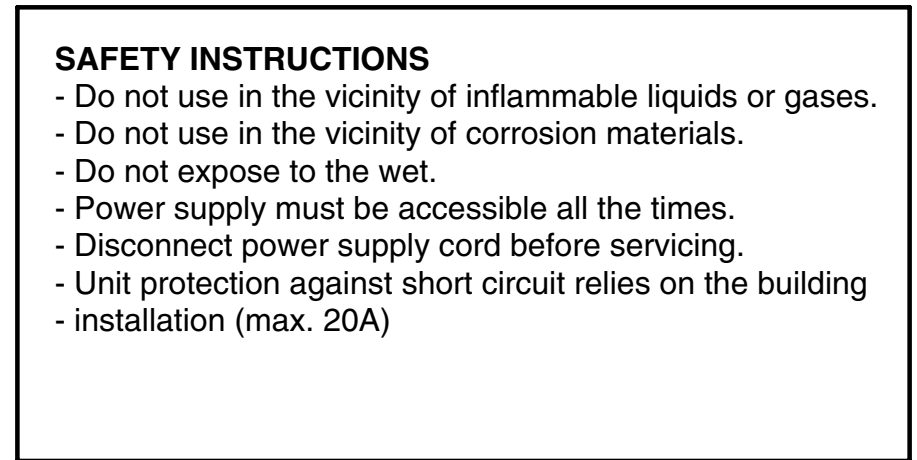 SAFETY INSTRUCTIONS
- Do not use in the vicinity of inflammable liquids or gases.
- Do not use in the vicinity of corrosion materials.
- Do not expose to the wet.
- Power supply must be accessible all the times.
- Disconnect power supply cord before servicing.
- Unit protection against short circuit relies on the building
- installation (max. 20A)